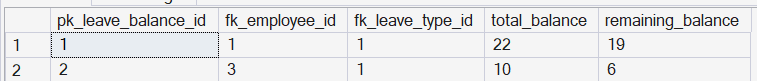 pk_leave_balance_id fk_employee_id fk_leave_type_id total_balance remaining_balance
1 1 1 1 22 19
2 2 3 1 10 6